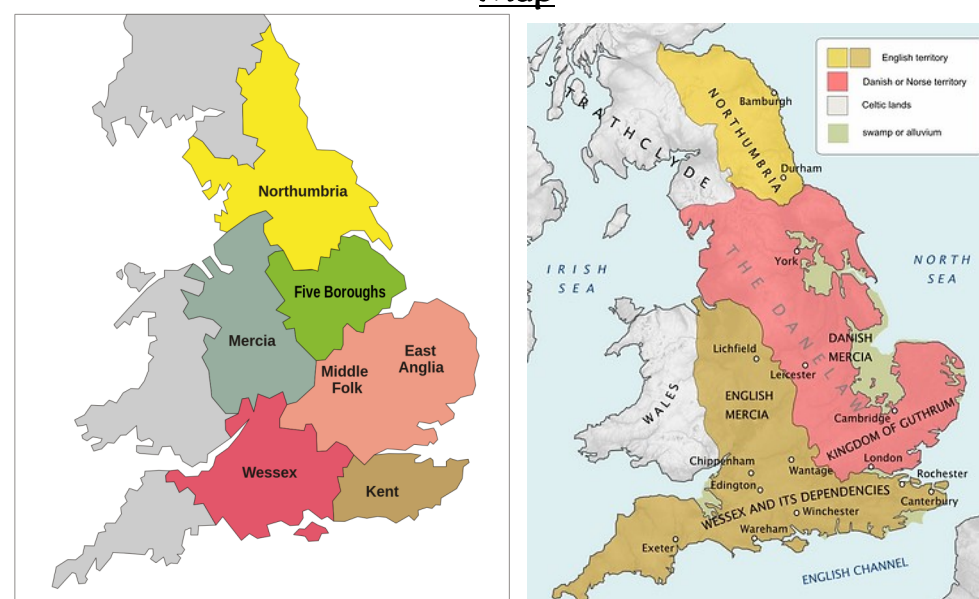 Map
Northumbria
Five Boroughs
Mercia
East
Anglia
Middle
Folk
Wessex
Kent
English territory
Danish or Norse territory
Celtic lands
swamp or alluvium
STRATHCLYDE
NORTHUMBRIA
Bamburgh
Durham
IRISH
SEA
NORTH
SEA
York
THE DANELAW
DANISH
MERCIA
Lichfield
Leicester
ENGLISH
MERCIA
WALES
Cambridge
KINGDOM OF GUTHRUM
Chippenham
Wantage
London
Rochester
Edington
Canterbury
WESSEX AND ITS DEPENDENCIES
Winchester
Wareham
Exeter
ENGLISH CHANNEL